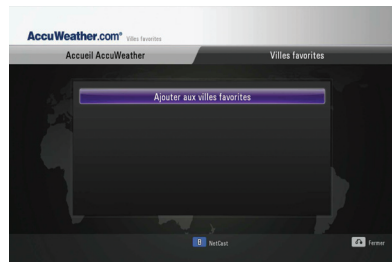 AccuWeather.com® Villes favorites
Accueil AccuWeather Villes favorites
Ajouter aux villes favorites
B NetCast Fermer